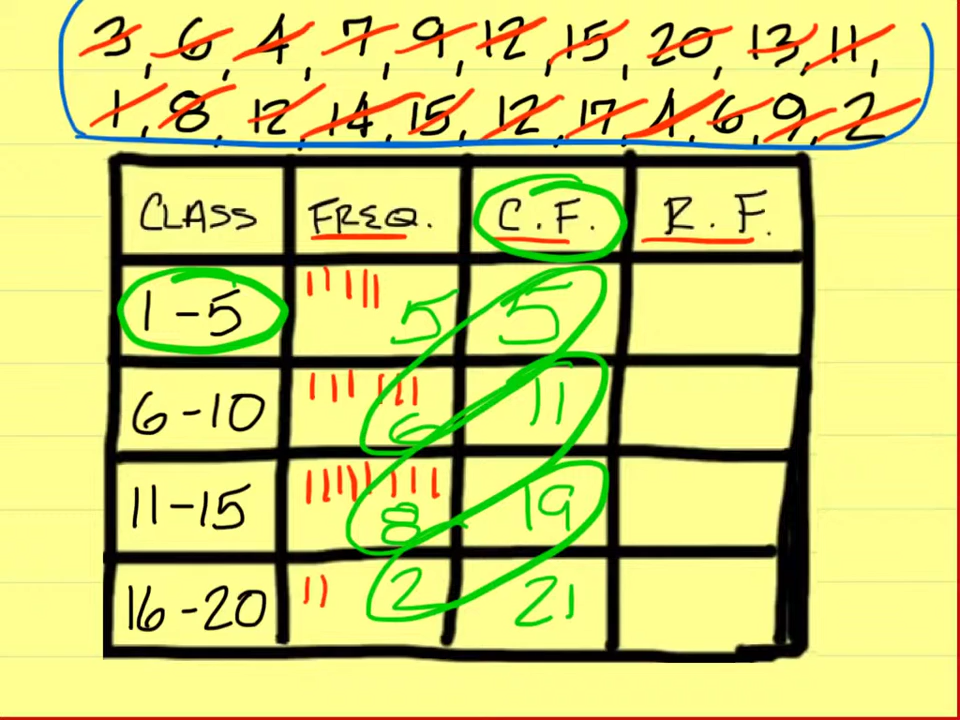 3, 6, 4, 7, 9, 12, 15, 20, 13, 11,
1, 8, 12, 14, 15, 12, 17, 1, 6, 9, 2
CLASS FREQ. C.F. R.F.
1-5 5 5
6-10 6 11
11-15 8 19
16-20 2 21